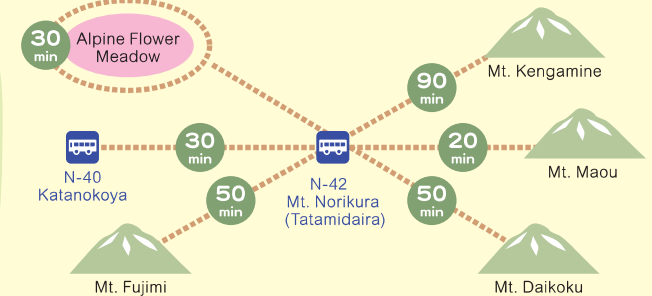 30
min
Alpine Flower
Meadow
90
min
Mt. Kengamine
30
min
20
min
Mt. Maou
N-40
Katanokoya
50
min
N-42
Mt. Norikura
(Tatamidaira)
50
min
Mt. Fujimi
Mt. Daikoku